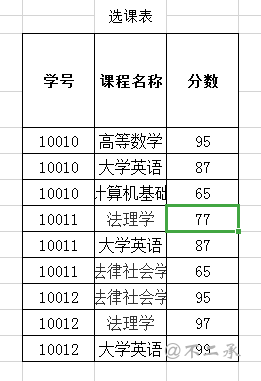 选课表
学号 课程名称 分数
10010 高等数学 95
10010 大学英语 87
10010 计算机基础 65
10011 法理学 77
10011 大学英语 87
10011 法律社会学 65
10012 法律社会学 95
10012 法理学 97
10012 大学英语 99
@不工承